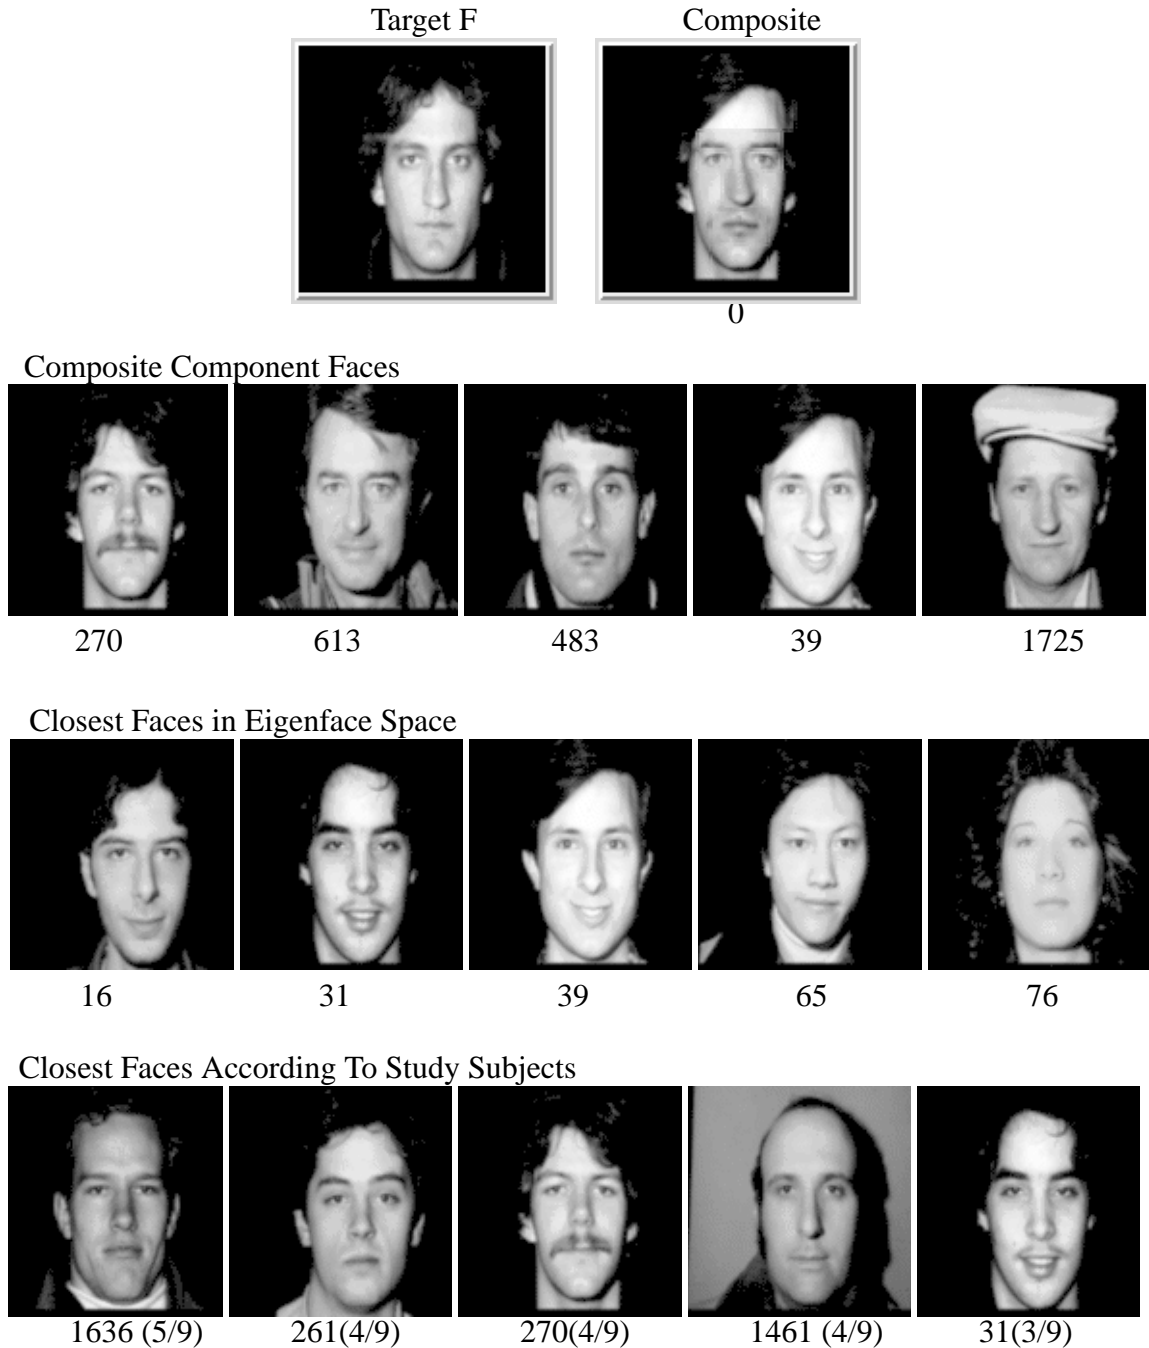 Target F Composite
0
Composite Component Faces
270 613 483 39 1725
Closest Faces in Eigenface Space
16 31 39 65 76
Closest Faces According To Study Subjects
1636 (5/9) 261(4/9) 270(4/9) 1461 (4/9) 31(3/9)